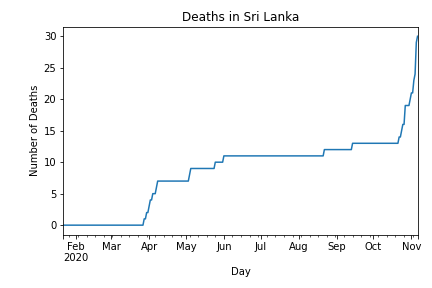 Deaths in Sri Lanka
30
25
20
15
10
5
0
Number of Deaths
Feb Mar Apr May Jun Jul Aug Sep Oct Nov
2020
Day